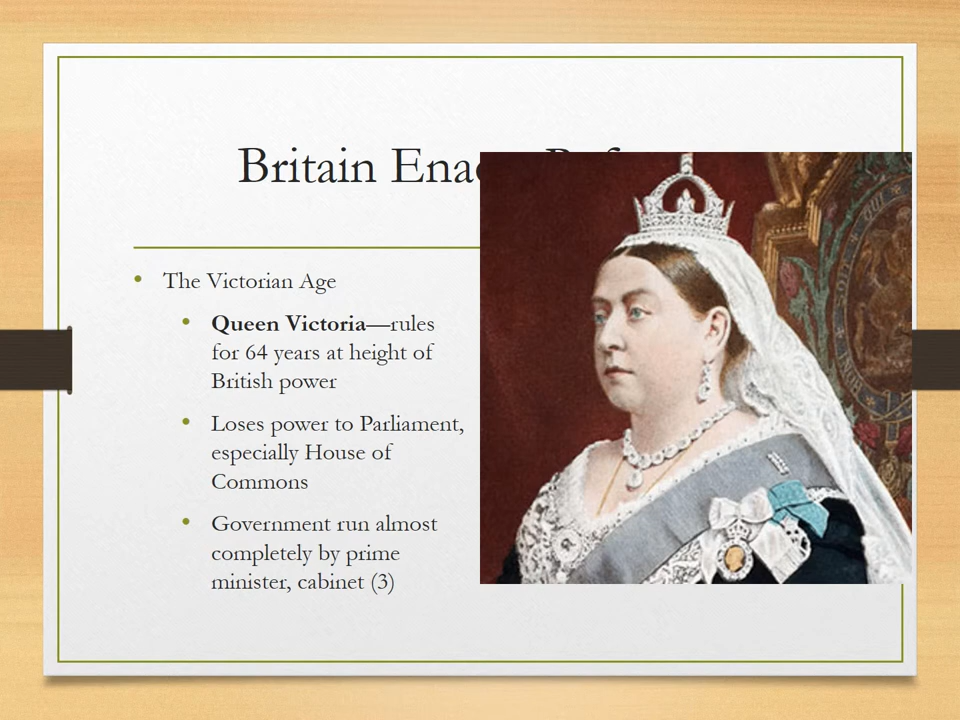 Britain
The Victorian Age
Queen Victoria—rules
for 64 years at height of
British power
Loses power to Parliament,
especially House of
Commons
Government run almost
completely by prime
minister, cabinet (3)